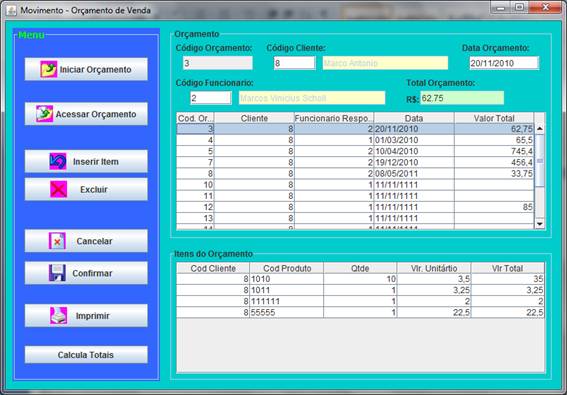 Movimento - Orçamento de Venda
Menu
Iniciar Orçamento
Acessar Orçamento
Inserir Item
Excluir
Cancelar
Confirmar
Imprimir
Calcula Totais
Orçamento
Código Orçamento: Código Cliente: Data Orçamento:
3 8 Marco Antonio 20/11/2010
Código Funcionario: Total Orçamento:
2 Marcos Vinicius Scholl R$: 62,75
Cod. Or... Cliente Funcionario Respo... Data Valor Total
3 8 2 20/11/2010 62,75
4 8 1 01/03/2010 65,5
5 8 2 10/04/2010 745,4
7 8 2 19/12/2010 456,4
8 8 2 08/05/2011 33,75
10 8 1 11/11/1111
11 8 1 11/11/1111
12 8 1 11/11/1111 85
13 8 1 11/11/1111
14 8 1 11/11/1111
Itens do Orçamento
Cod Cliente Cod Produto Qtde Vlr. Unitártio Vlr Total
8 1010 10 3,5 35
8 1011 1 3,25 3,25
8 111111 1 2 2
8 55555 1 22,5 22,5